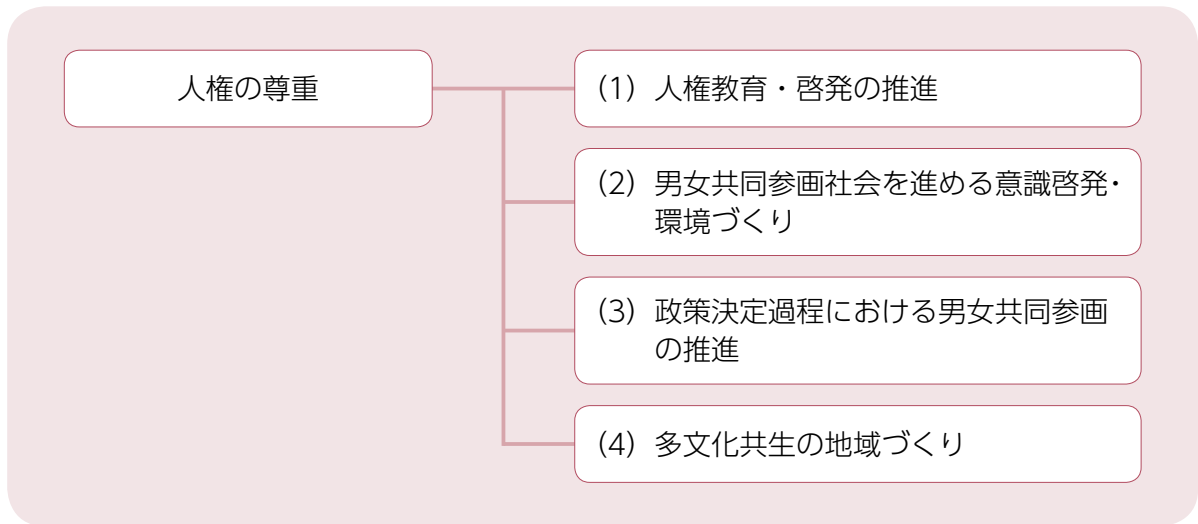 人権の尊重
(1) 人権教育・啓発の推進
(2) 男女共同参画社会を進める意識啓発・
環境づくり
(3) 政策決定過程における男女共同参画
の推進
(4) 多文化共生の地域づくり